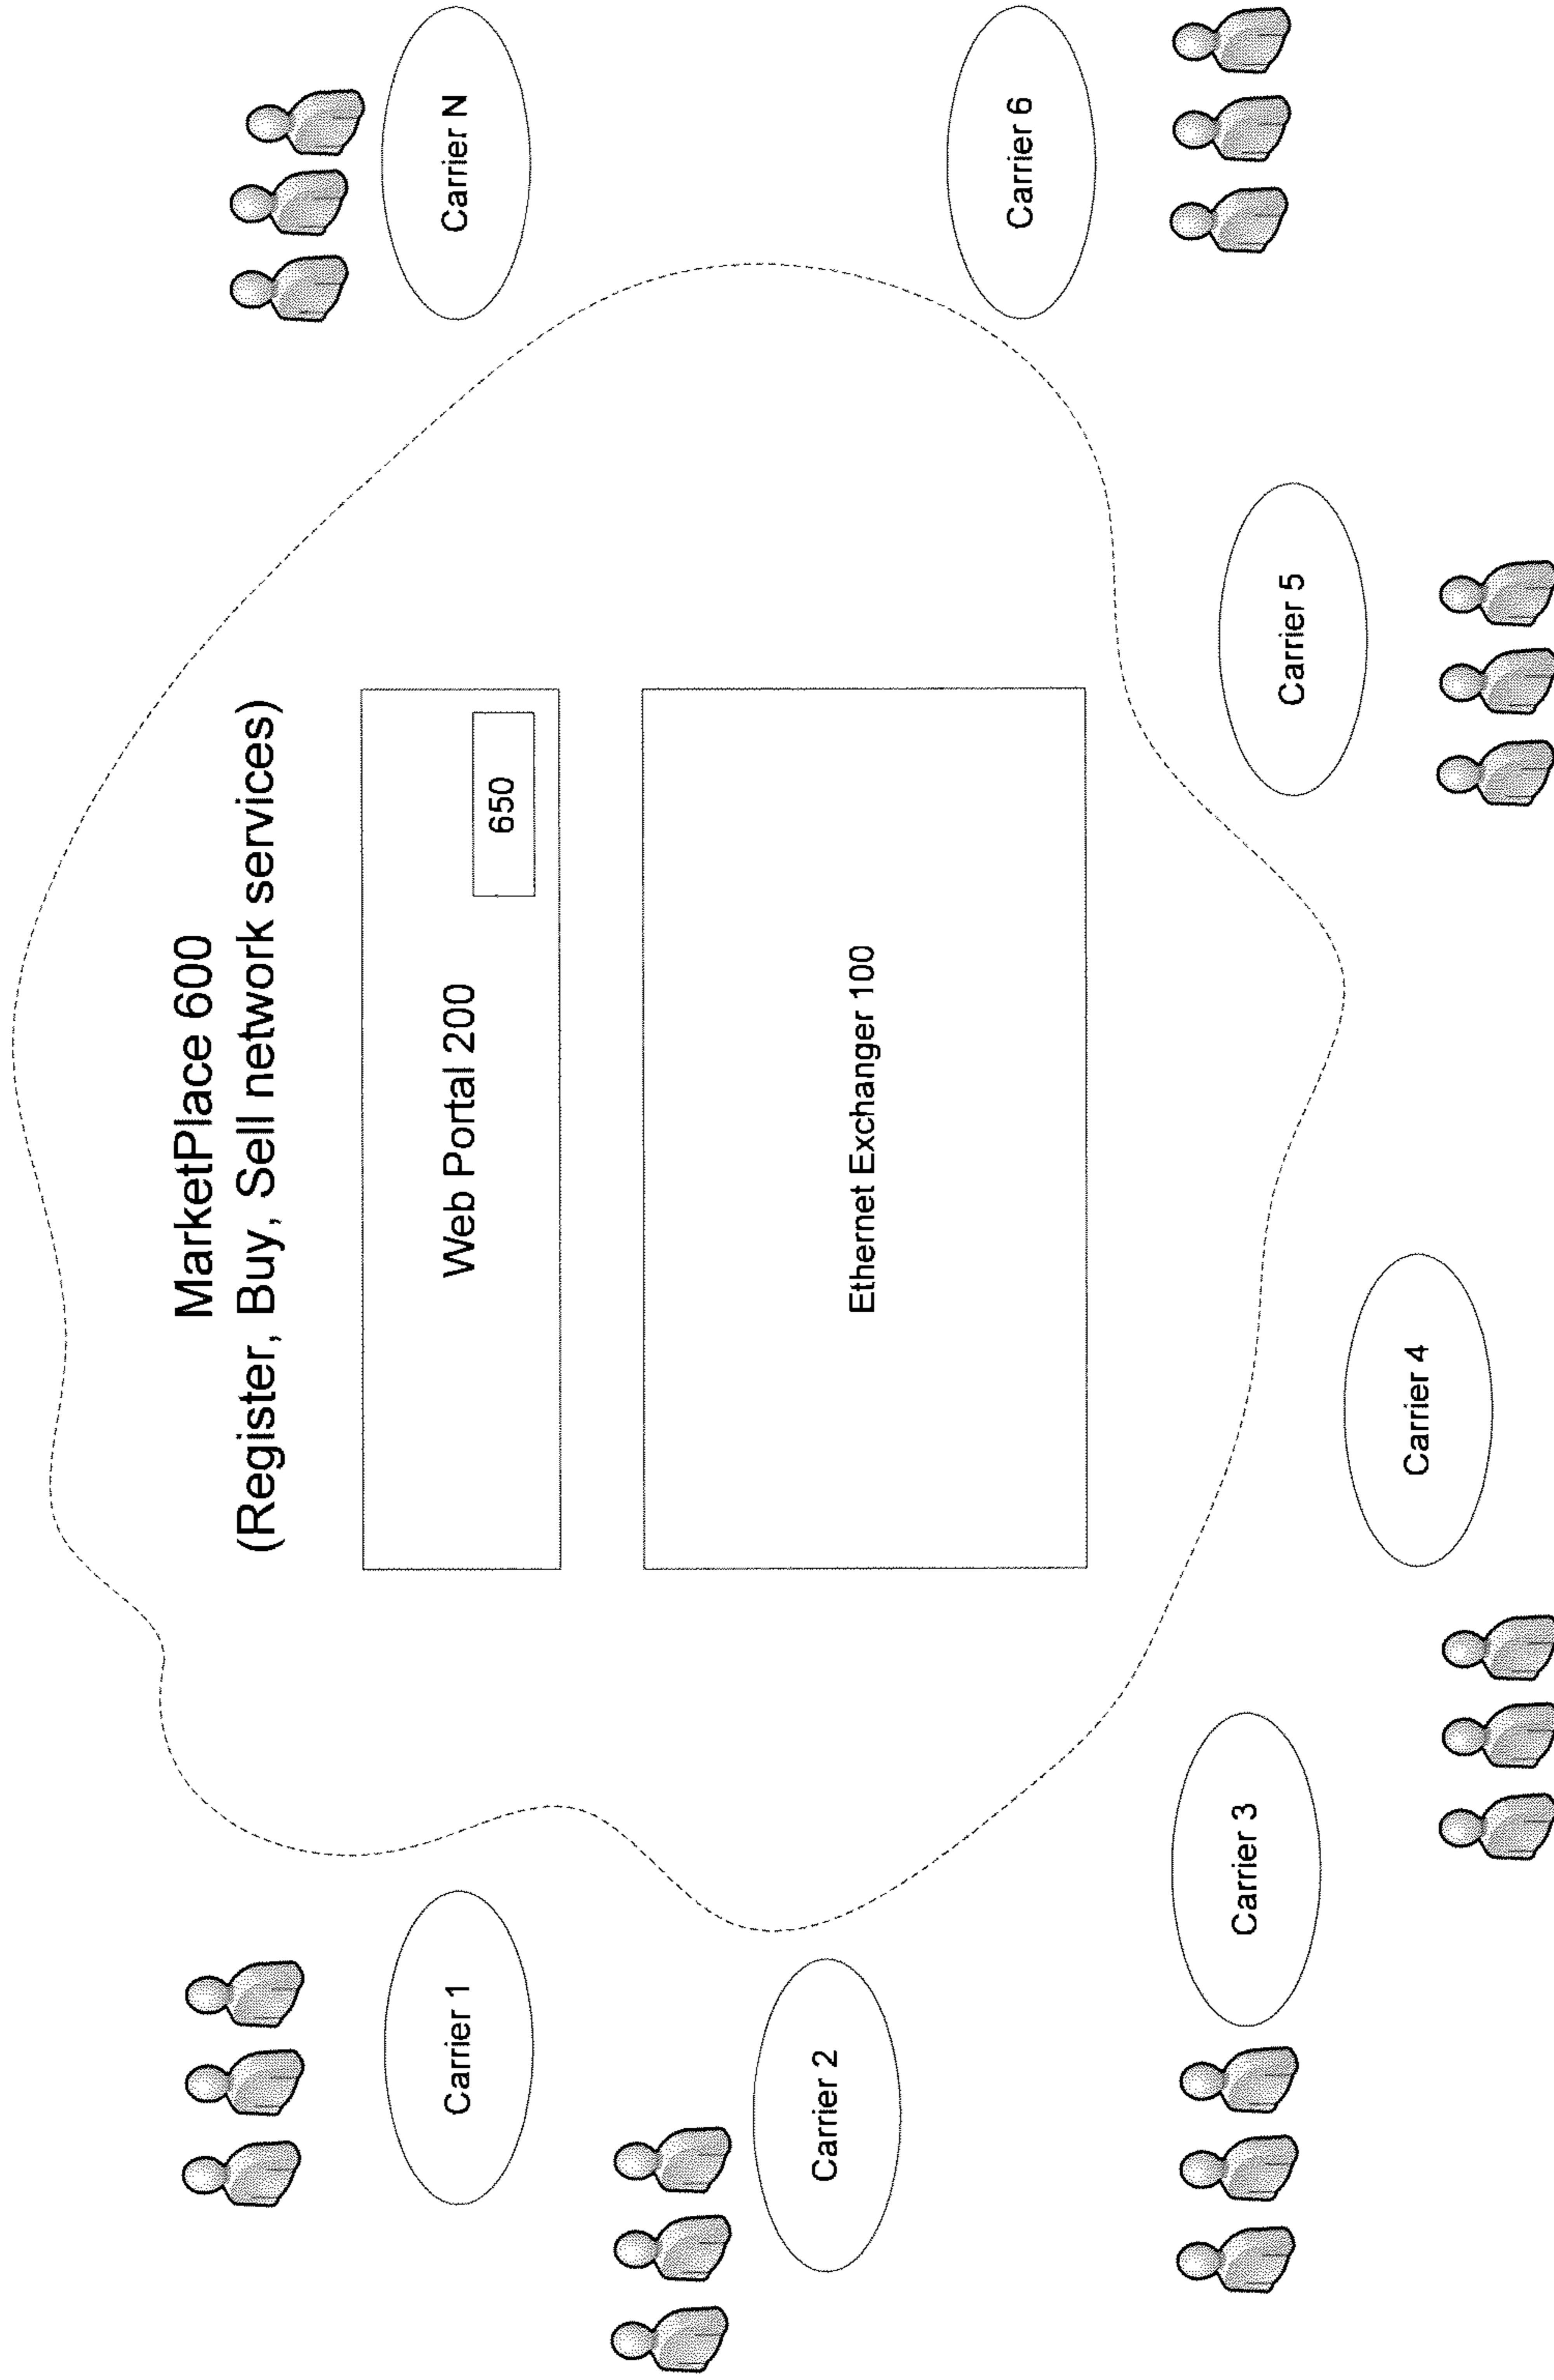 MarketPlace 600
(Register, Buy, Sell network services)
Web Portal 200
650
Ethernet Exchanger 100
Carrier 1
Carrier 2
Carrier 3
Carrier 4
Carrier 5
Carrier 6
Carrier N